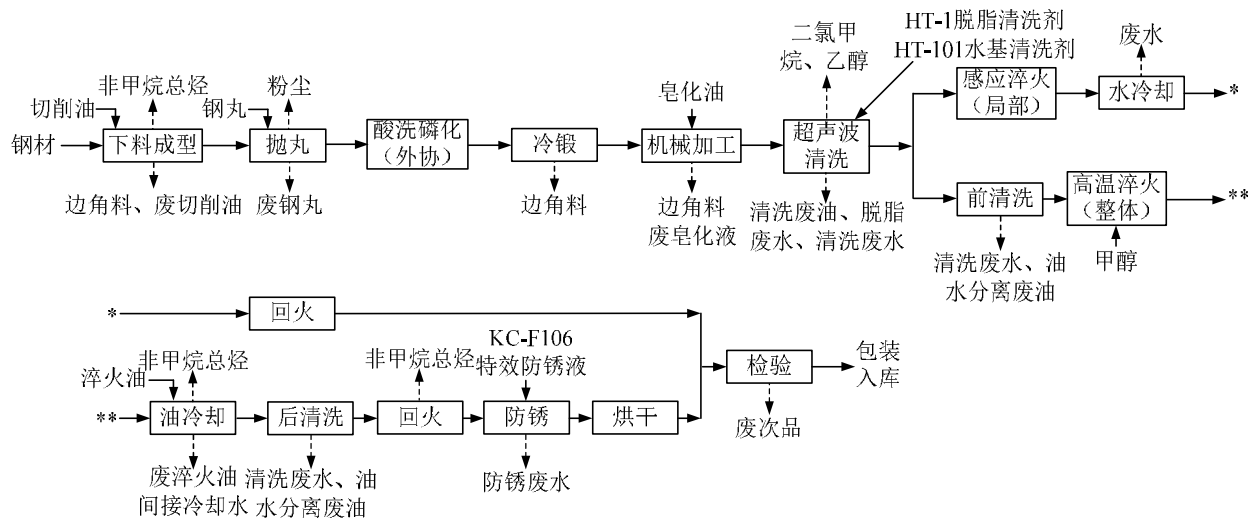 HT-1脱脂清洗剂
HT-101水基清洗剂
二氯甲
烷、乙醇
废水
非甲烷总烃
粉尘
切削油
钢丸
皂化油
感应淬火
(局部)
水冷却
*
钢材
下料成型
抛丸
酸洗磷化
(外协)
冷锻
机械加工
超声波
清洗
边角料、废切削油
废钢丸
边角料
边角料
废皂化液
清洗废油、脱脂
废水、清洗废水
前清洗
高温淬火
(整体)
**
清洗废水、油
水分离废油
甲醇
*
回火
KC-F106
特效防锈液
非甲烷总烃
非甲烷总烃
淬火油
检验
包装
入库
**
油冷却
后清洗
回火
防锈
烘干
废次品
废淬火油
间接冷却水
清洗废水、油
水分离废油
防锈废水